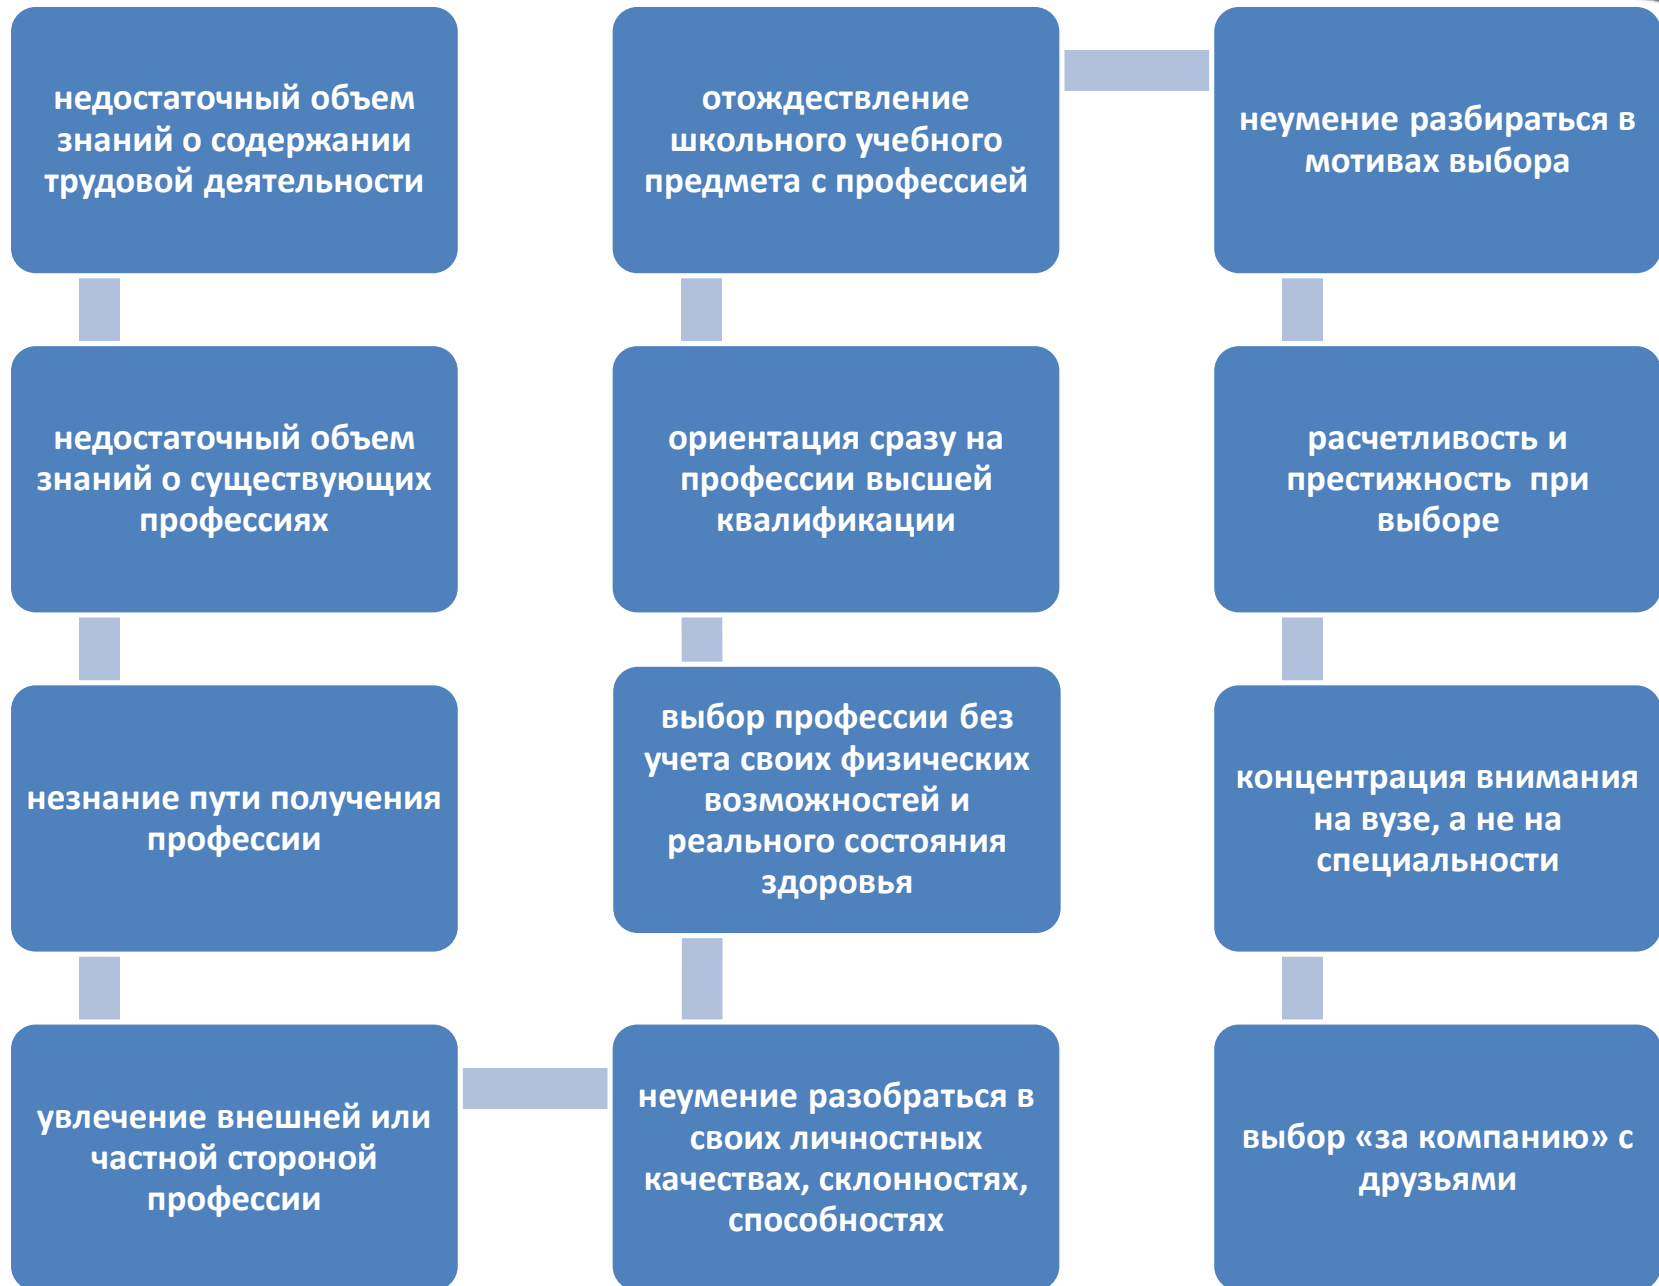 недостаточный объем
знаний о содержании
трудовой деятельности
недостаточный объем
знаний о существующих
профессиях
незнание пути получения
профессии
увлечение внешней или
частной стороной
профессии
неумение разобраться в
своих личностных
качествах, склонностях,
способностях
выбор профессии без
учета своих физических
возможностей и
реального состояния
здоровья
ориентация сразу на
профессии высшей
квалификации
отождествление
школьного учебного
предмета с профессией
неумение разбираться в
мотивах выбора
расчетливость и
престижность  при
выборе
концентрация внимания
на вузе, а не на
специальности
выбор «за компанию» с
друзьями